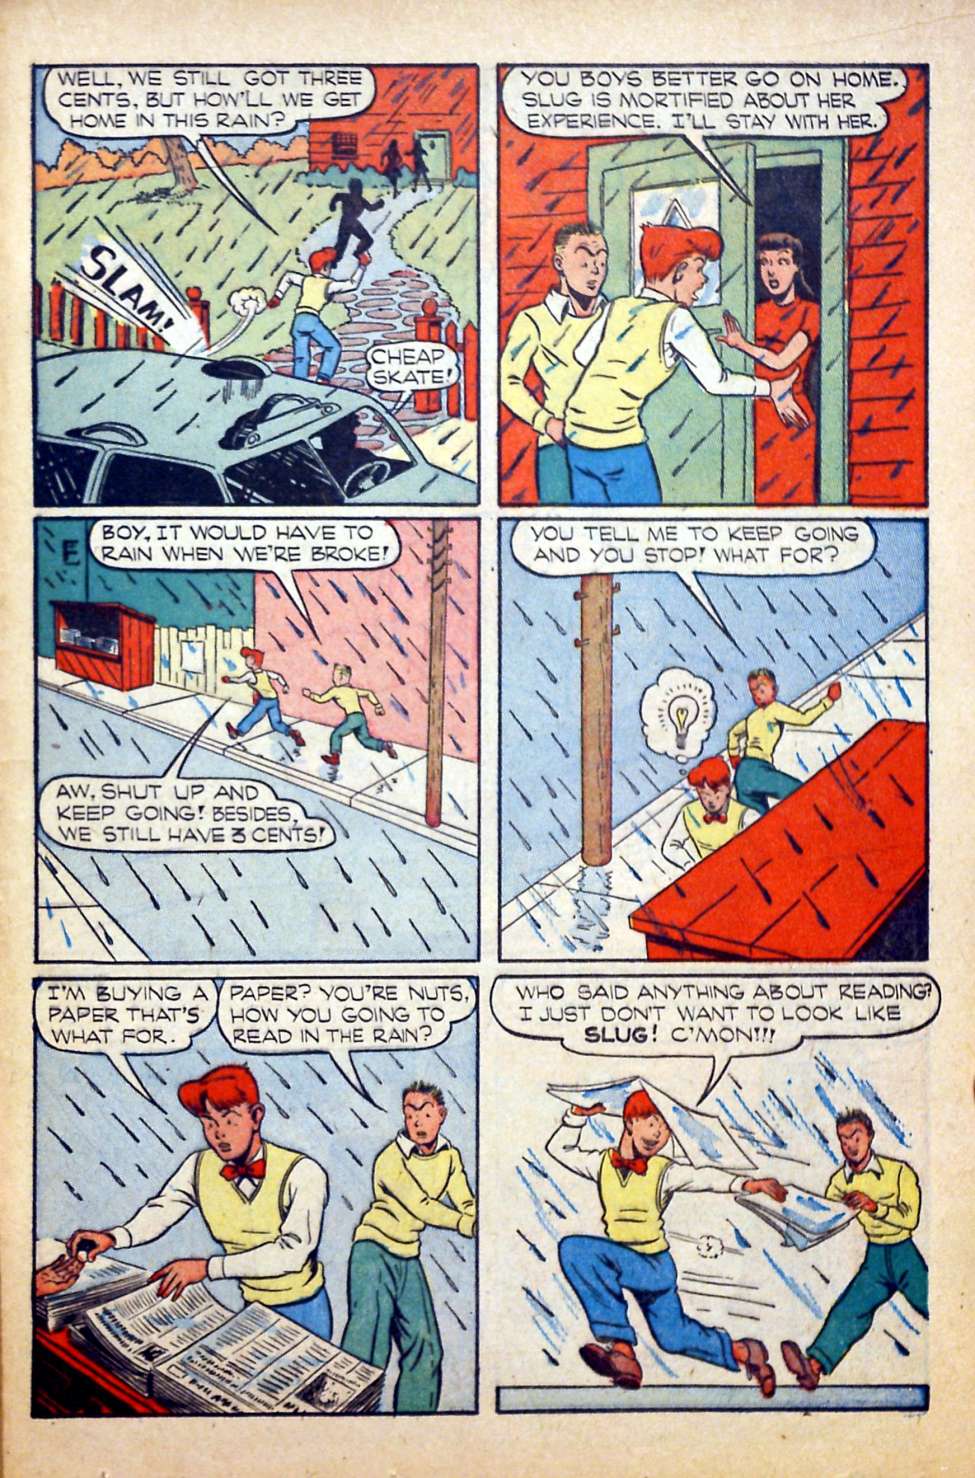 WELL, WE STILL GOT THREE
CENTS, BUT HOW'LL WE GET
HOME IN THIS RAIN?
SLAM!
CHEAP
SKATE!
YOU BOYS BETTER GO ON HOME.
SLUG IS MORTIFIED ABOUT HER
EXPERIENCE. I'LL STAY WITH HER.
BOY, IT WOULD HAVE TO
RAIN WHEN WE'RE BROKE!
E
AW, SHUT UP AND
KEEP GOING! BESIDES,
WE STILL HAVE 3 CENTS!
YOU TELL ME TO KEEP GOING
AND YOU STOP! WHAT FOR?
I'M BUYING A
PAPER THAT'S
WHAT FOR.
PAPER? YOU'RE NUTS,
HOW YOU GOING TO
READ IN THE RAIN?
WHO SAID ANYTHING ABOUT READING?
I JUST DON'T WANT TO LOOK LIKE
SLUG! C'MON!!!